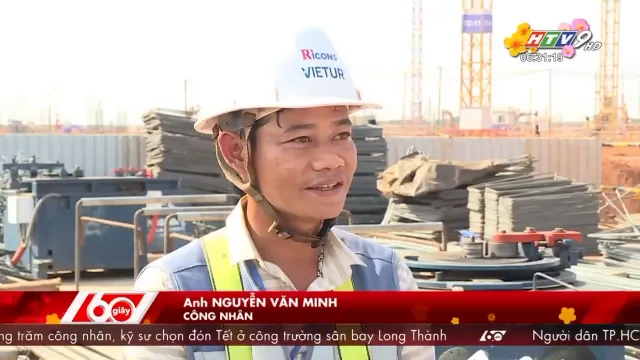 HTV9 HD
06:31:19
RICONS
VIETUR
60 giây
Anh NGUYỄN VĂN MINH
CÔNG NHÂN
ng trăm công nhân, kỹ sư chọn đón Tết ở công trường sân bay Long Thành
60
Người dân TP.HC